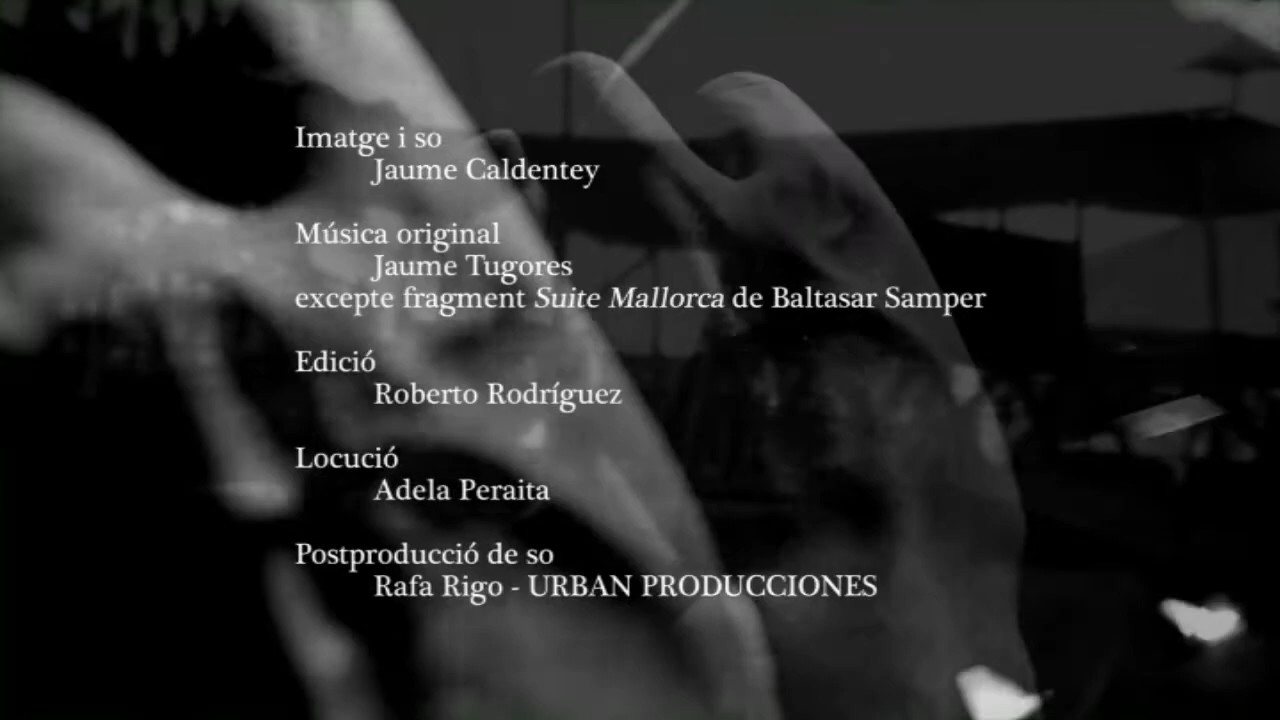 Imatge i so
Jaume Caldentey
Música original
Jaume Tugores
excepte fragment Suite Mallorca de Baltasar Samper
Edició
Roberto Rodríguez
Locució
Adela Peraita
Postproducció de so
Rafa Rigo - URBAN PRODUCCIONES